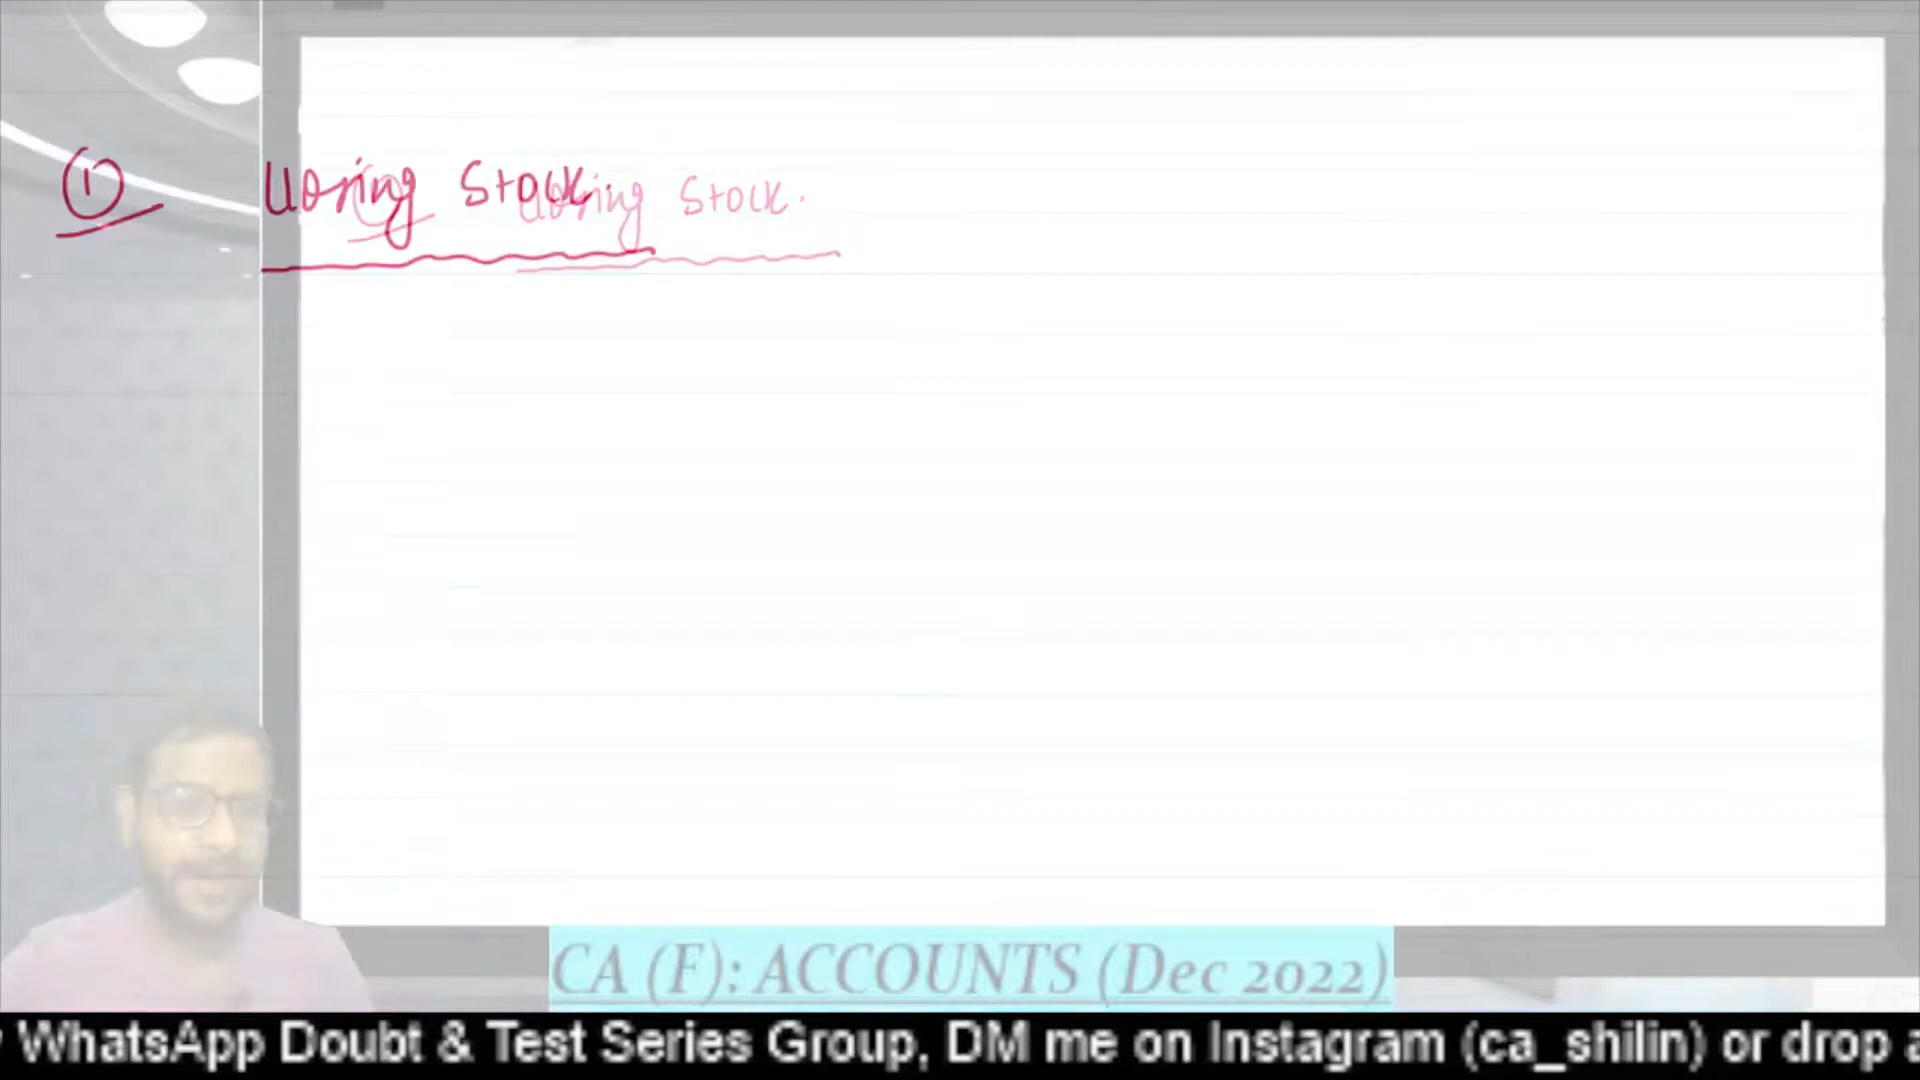 ① Closing Stock.
① Closing Stock.
CA (F): ACCOUNTS (Dec 2022)
WhatsApp Doubt & Test Series Group, DM me on Instagram (ca_shilin) or drop a